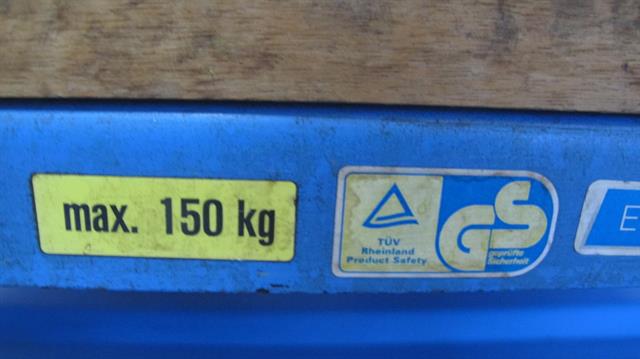 max. 150 kg
TÜV
Rheinland
Product Safety
GS
geprüfte
Sicherheit
E